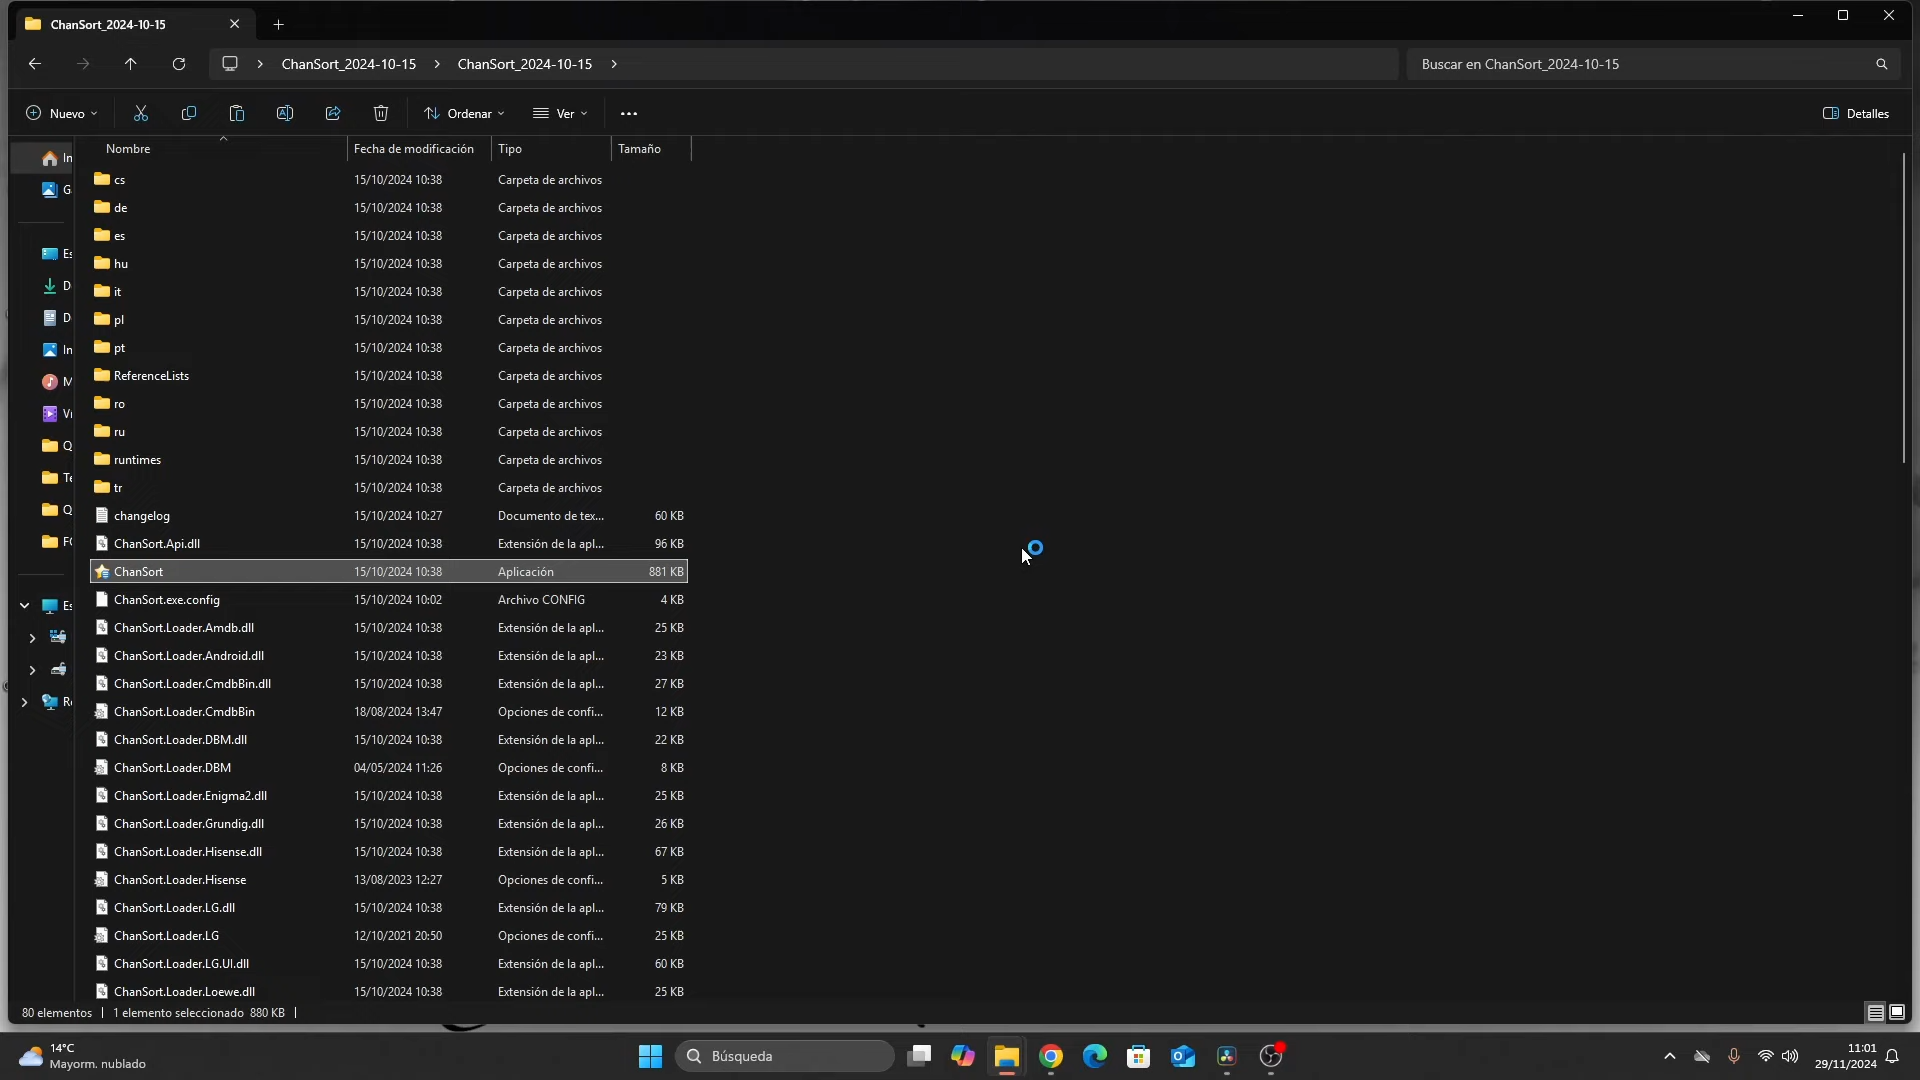 ChanSort_2024-10-15
ChanSort_2024-10-15 ChanSort_2024-10-15
Buscar en ChanSort_2024-10-15
Nuevo Ordenar Ver Detalles
Nombre Fecha de modificación Tipo Tamaño
cs 15/10/2024 10:38 Carpeta de archivos
de 15/10/2024 10:38 Carpeta de archivos
es 15/10/2024 10:38 Carpeta de archivos
hu 15/10/2024 10:38 Carpeta de archivos
it 15/10/2024 10:38 Carpeta de archivos
pl 15/10/2024 10:38 Carpeta de archivos
pt 15/10/2024 10:38 Carpeta de archivos
ReferenceLists 15/10/2024 10:38 Carpeta de archivos
ro 15/10/2024 10:38 Carpeta de archivos
ru 15/10/2024 10:38 Carpeta de archivos
runtimes 15/10/2024 10:38 Carpeta de archivos
tr 15/10/2024 10:38 Carpeta de archivos
changelog 15/10/2024 10:27 Documento de tex... 60 KB
ChanSort.Api.dll 15/10/2024 10:38 Extensión de la apl... 96 KB
ChanSort 15/10/2024 10:38 Aplicación 881 KB
ChanSort.exe.config 15/10/2024 10:02 Archivo CONFIG 4 KB
ChanSort.Loader.Amdb.dll 15/10/2024 10:38 Extensión de la apl... 25 KB
ChanSort.Loader.Android.dll 15/10/2024 10:38 Extensión de la apl... 23 KB
ChanSort.Loader.CmdbBin.dll 15/10/2024 10:38 Extensión de la apl... 27 KB
ChanSort.Loader.CmdbBin 18/08/2024 13:47 Opciones de confi... 12 KB
ChanSort.Loader.DBM.dll 15/10/2024 10:38 Extensión de la apl... 22 KB
ChanSort.Loader.DBM 04/05/2024 11:26 Opciones de confi... 8 KB
ChanSort.Loader.Enigma2.dll 15/10/2024 10:38 Extensión de la apl... 25 KB
ChanSort.Loader.Grundig.dll 15/10/2024 10:38 Extensión de la apl... 26 KB
ChanSort.Loader.Hisense.dll 15/10/2024 10:38 Extensión de la apl... 67 KB
ChanSort.Loader.Hisense 13/08/2023 12:27 Opciones de confi... 5 KB
ChanSort.Loader.LG.dll 15/10/2024 10:38 Extensión de la apl... 79 KB
ChanSort.Loader.LG 12/10/2021 20:50 Opciones de confi... 25 KB
ChanSort.Loader.LG.UI.dll 15/10/2024 10:38 Extensión de la apl... 60 KB
ChanSort.Loader.Loewe.dll 15/10/2024 10:38 Extensión de la apl... 25 KB
80 elementos 1 elemento seleccionado 880 KB
14°C
Mayorm. nublado
Búsqueda
11:01
29/11/2024